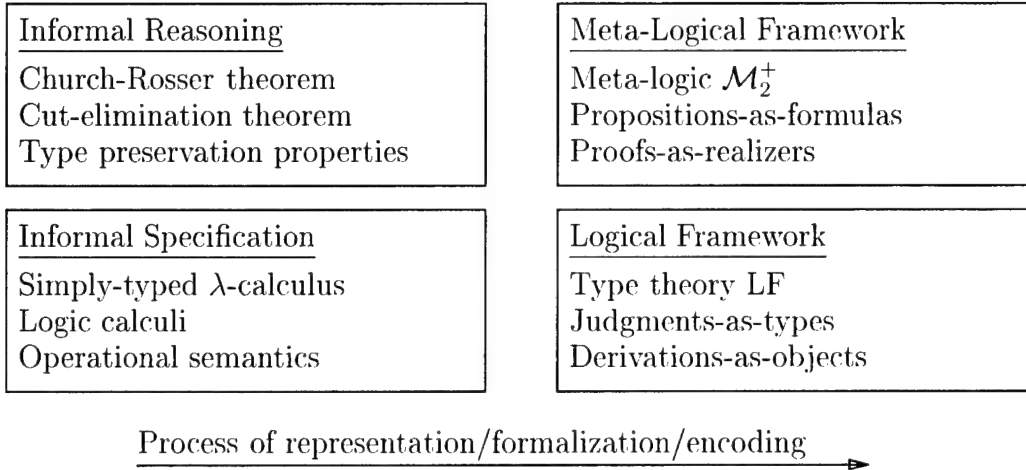 Informal Reasoning
Church-Rosser theorem
Cut-elimination theorem
Type preservation properties
Meta-Logical Framework
Meta-logic $\mathcal{M}_2^+$
Propositions-as-formulas
Proofs-as-realizers
Informal Specification
Simply-typed λ-calculus
Logic calculi
Operational semantics
Logical Framework
Type theory LF
Judgments-as-types
Derivations-as-objects
Process of representation/formalization/encoding